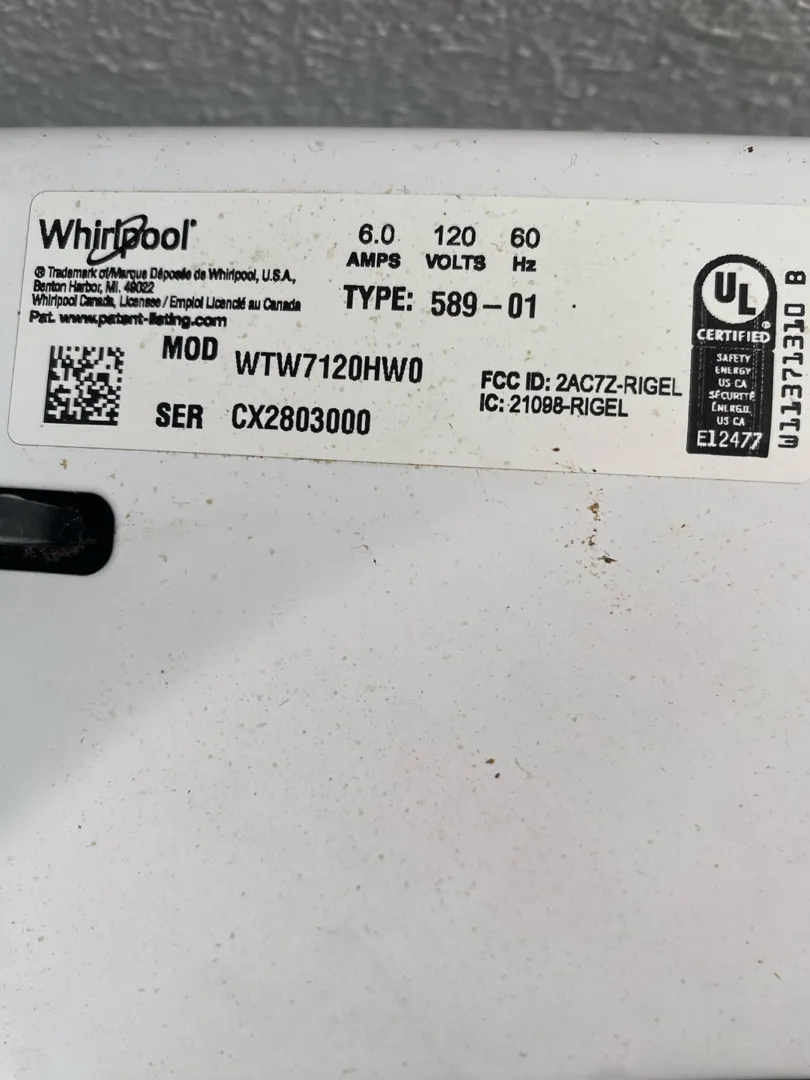 Whirlpool®
® Trademark of/Marque Déposée de Whirlpool, U.S.A.,
Benton Harbor, MI. 49022
Whirlpool Canada, Licensee / Emploi Licencié au Canada
Pat. www.patent-listing.com
6.0 120 60
AMPS VOLTS Hz
TYPE: 589-01
MOD WTW7120HW0
SER CX2803000
FCC ID: 2AC7Z-RIGEL
IC: 21098-RIGEL
UL ®
CERTIFIED
SAFETY
ENERGY
US CA
SÉCURITÉ
ÉNERGIE
US CA
E12477
W11371310 B